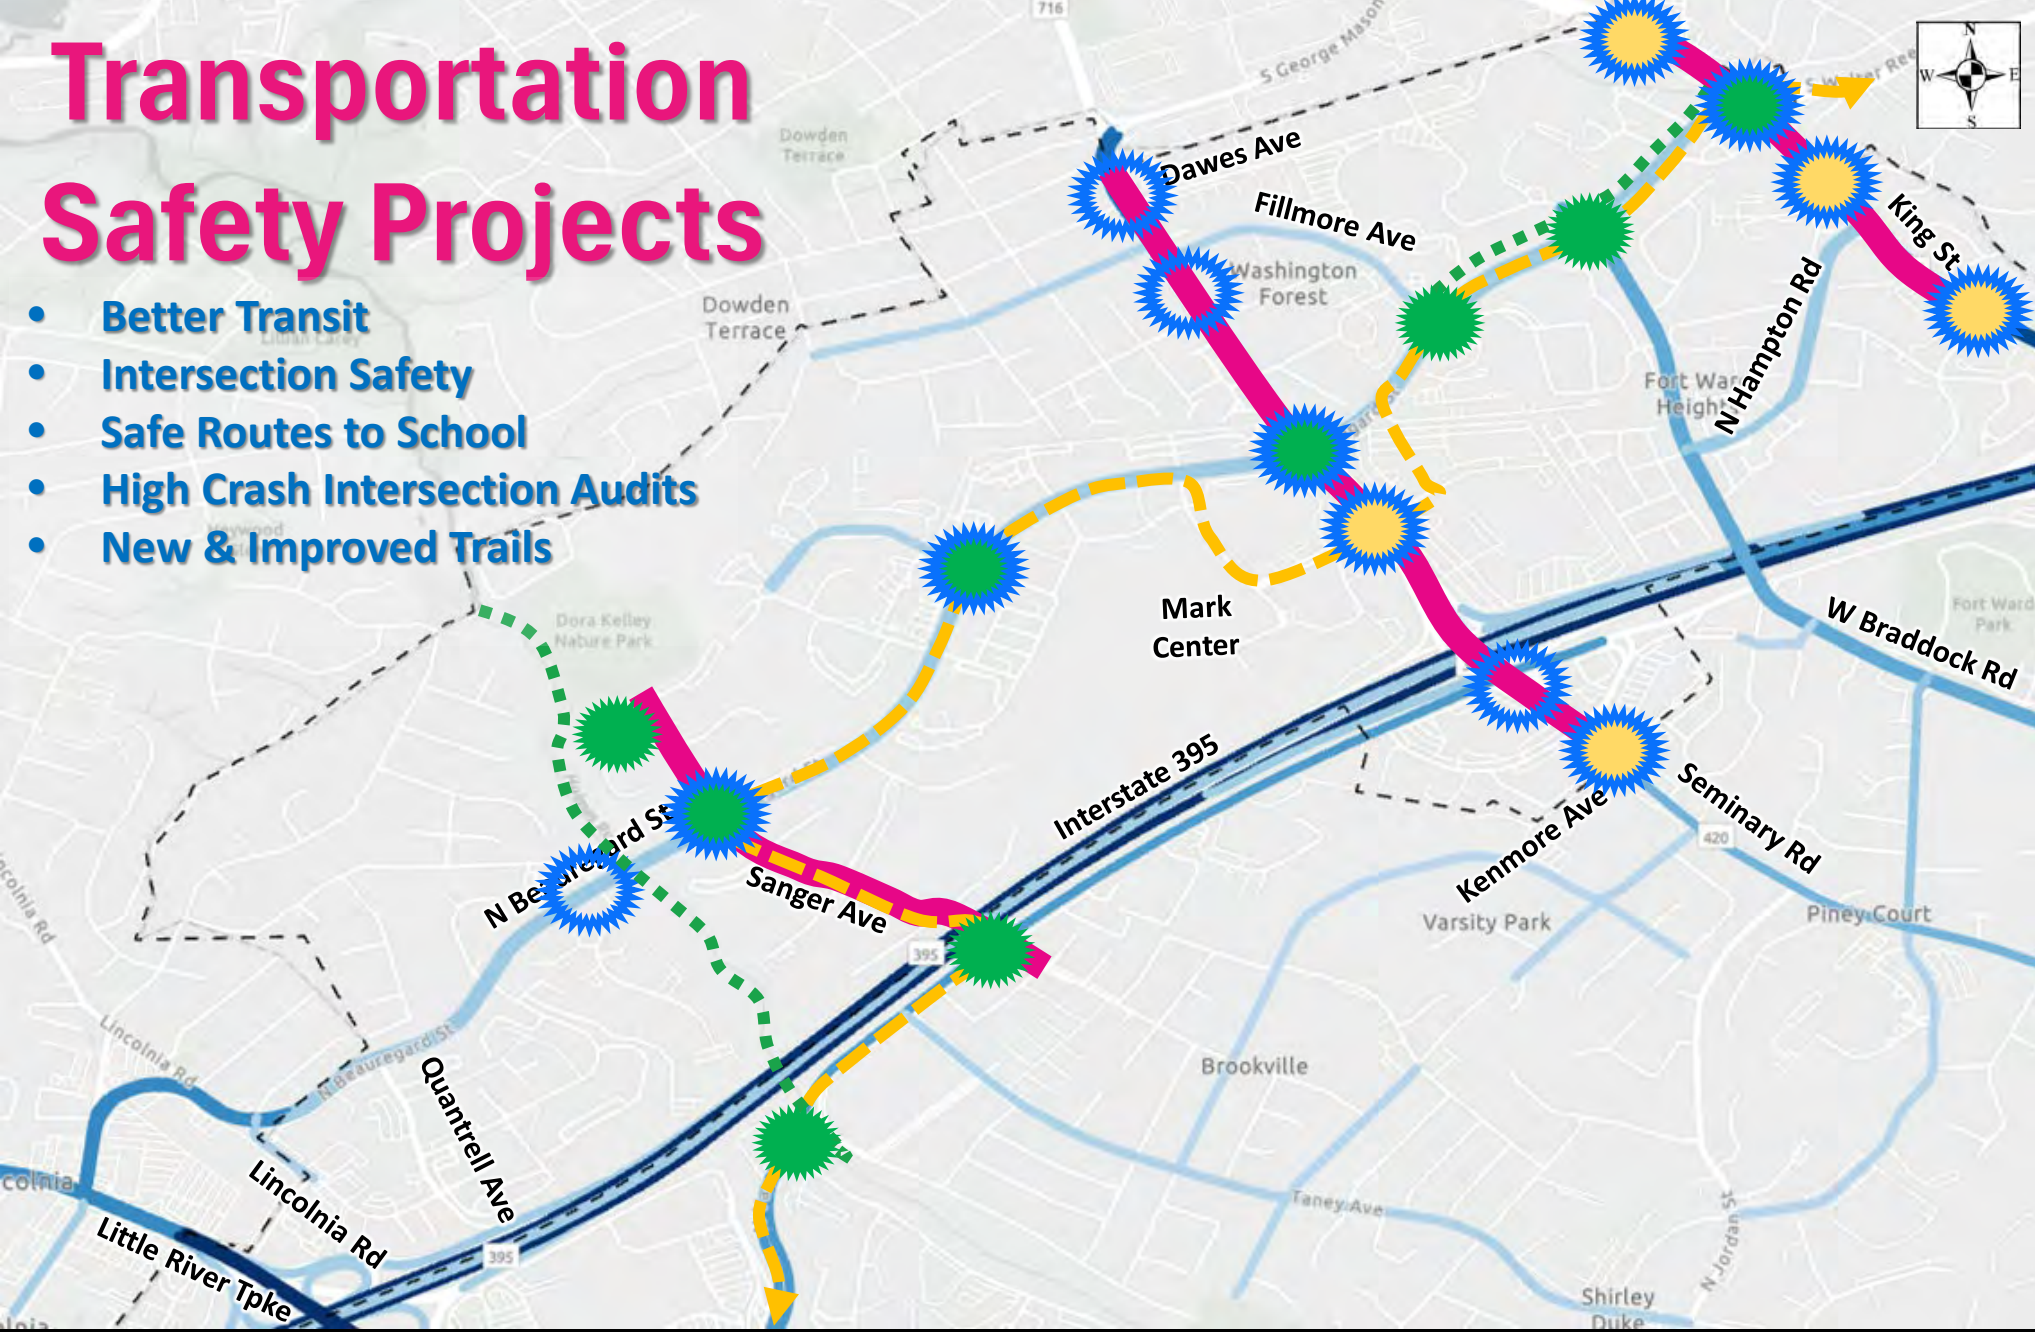 Transportation
Safety Projects
• Better Transit
• Intersection Safety
• Safe Routes to School
• High Crash Intersection Audits
• New & Improved Trails
716
S George Mason
N
W E
S
Dowden
Terrace
Dawes Ave
Fillmore Ave
King St
Washington
Forest
Dowden
Terrace
N Hampton Rd
Fort Ward
Mark
Center
Dora Kelley
Nature Park
Fort Ward
Park
W Braddock Rd
Interstate 395
Seminary Rd
Kenmore Ave
420
N Beauregard St
Sanger Ave
395
Varsity Park
Piney Court
Lincolnia Rd
N Beauregard St
Brookville
Quantrell Ave
Lincolnia Rd
Little River Tpke
395
Taney Ave
N Jordan St
Shirley
Duke